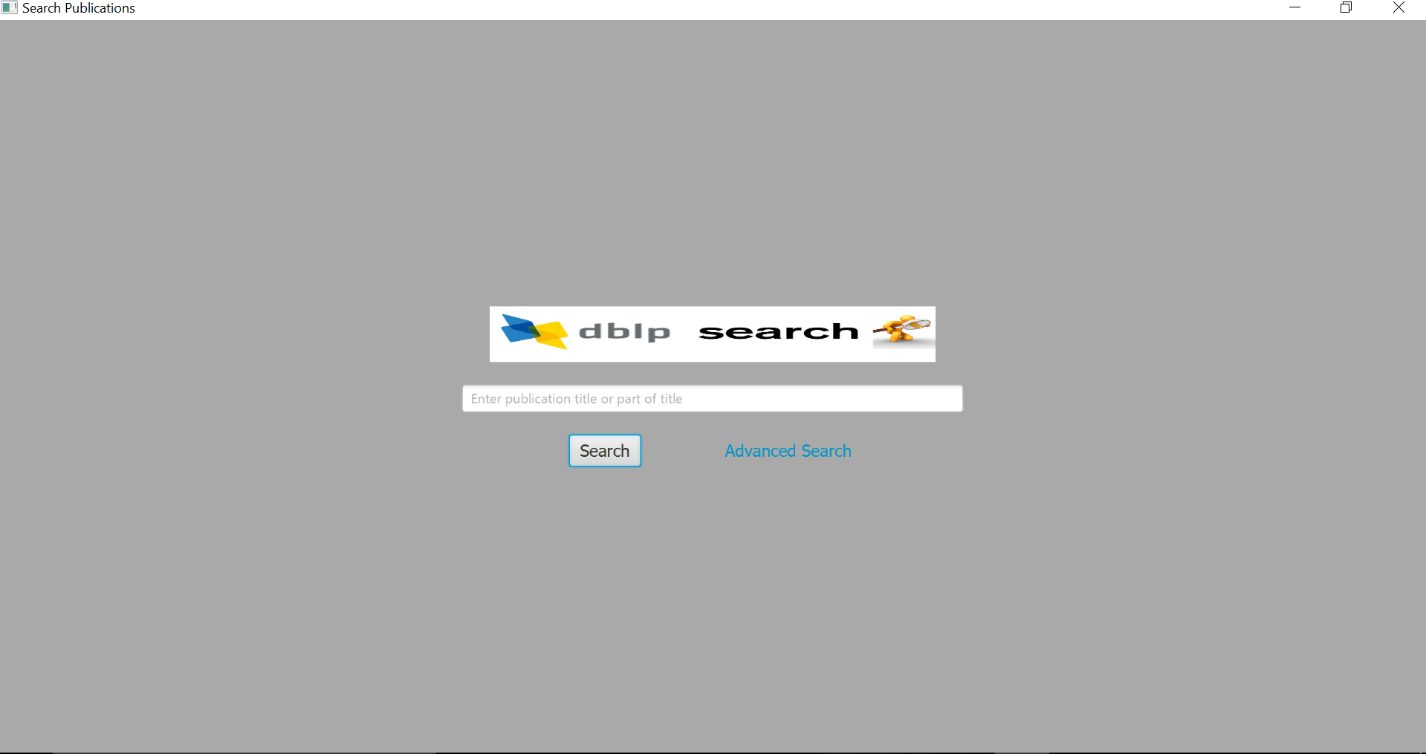 Search Publications
dblp search
Enter publication title or part of title
Search
Advanced Search